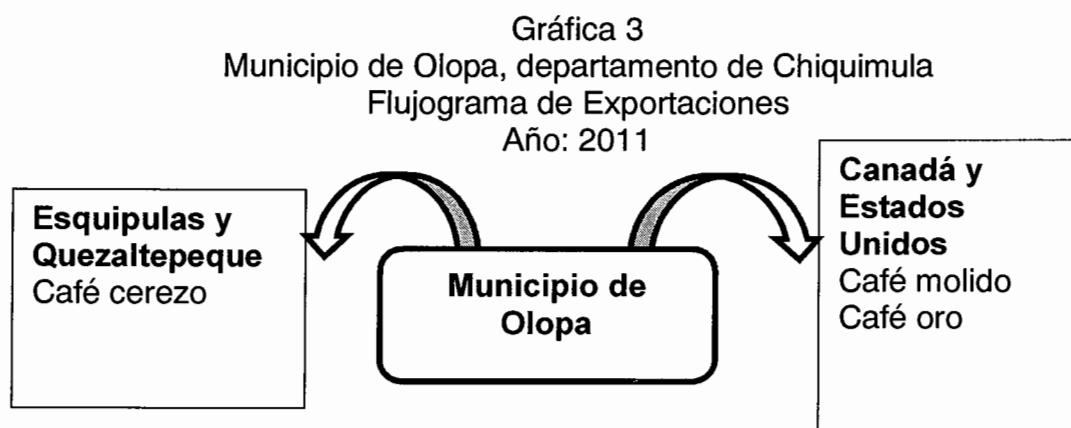 Gráfica 3
Municipio de Olopa, departamento de Chiquimula
Flujograma de Exportaciones
Año: 2011
Esquipulas y
Quezaltepeque
Café cerezo
Municipio de
Olopa
Canadá y
Estados
Unidos
Café molido
Café oro